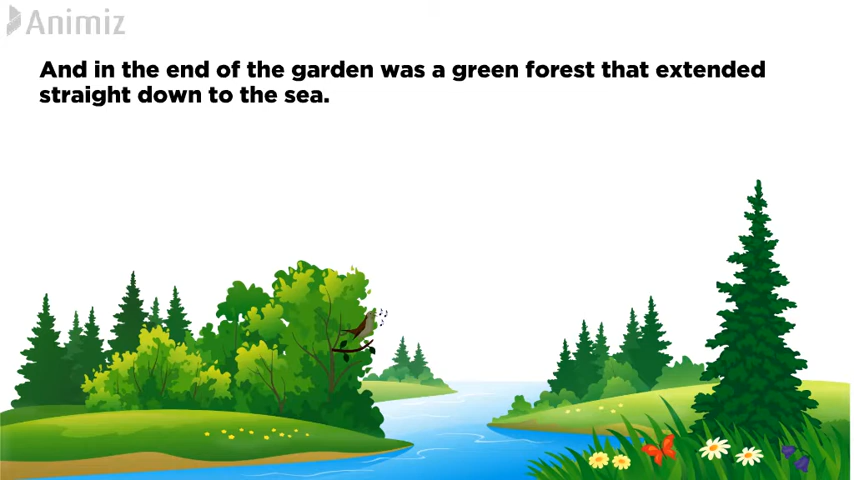 Animiz
And in the end of the garden was a green forest that extended
straight down to the sea.